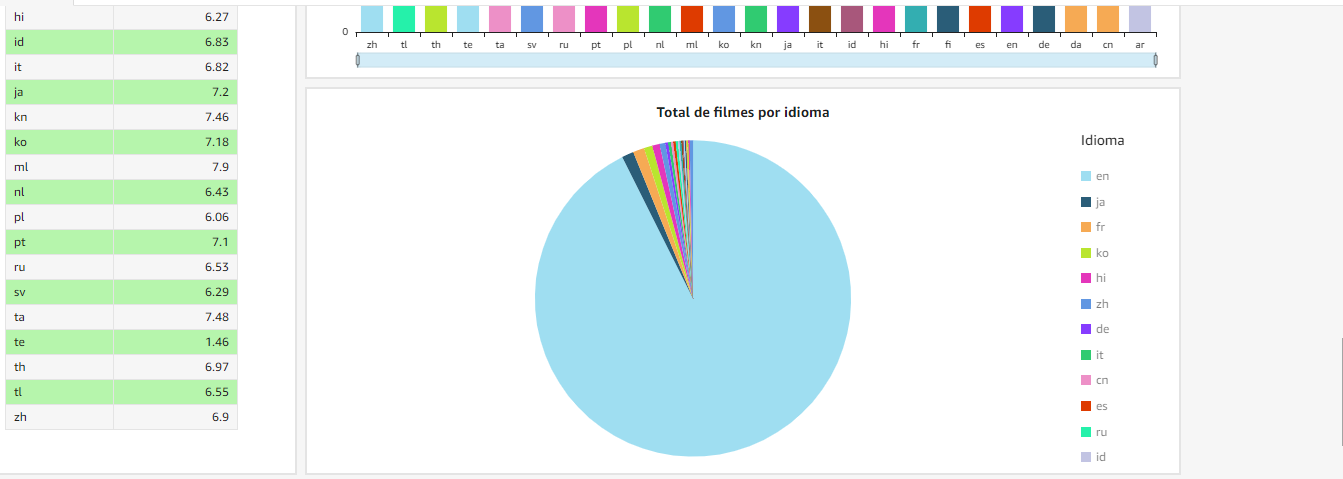 hi 6.27
id 6.83
it 6.82
ja 7.2
kn 7.46
ko 7.18
ml 7.9
nl 6.43
pl 6.06
pt 7.1
ru 6.53
sv 6.29
ta 7.48
te 1.46
th 6.97
tl 6.55
zh 6.9
0
zh tl th te ta sv ru pt pl nl ml ko kn ja it id hi fr fi es en de da cn ar
Total de filmes por idioma
Idioma
en
ja
fr
ko
hi
zh
de
it
cn
es
ru
id